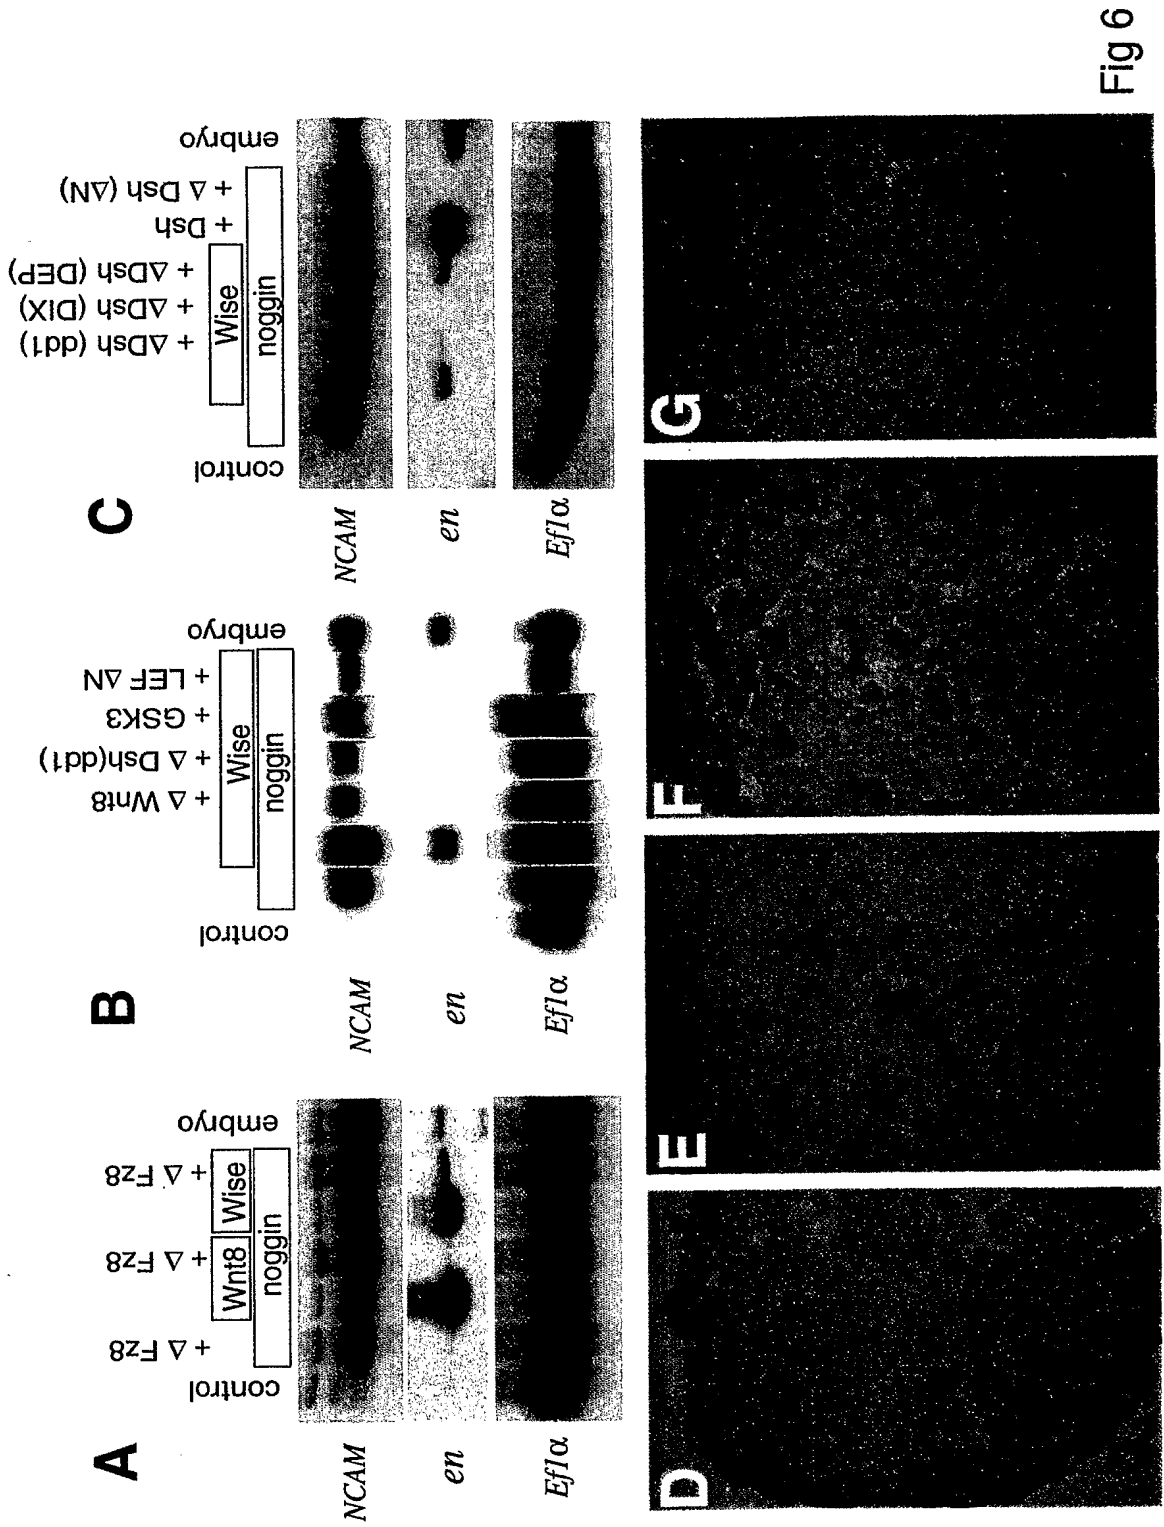 A
control
+ Δ Fz8
+ Δ Fz8
+ Δ Fz8
embryo
Wnt8
Wise
noggin
NCAM
en
Ef1α
B
control
+ Δ Wnt8
+ Δ Dsh(dd1)
+ GSK3
+ LEF ΔN
embryo
Wise
noggin
NCAM
en
Ef1α
C
control
+ ΔDsh (dd1)
+ ΔDsh (DIX)
+ ΔDsh (DEP)
+ Dsh
+ Δ Dsh (ΔN)
embryo
Wise
noggin
NCAM
en
Ef1α
D
E
F
G
Fig 6